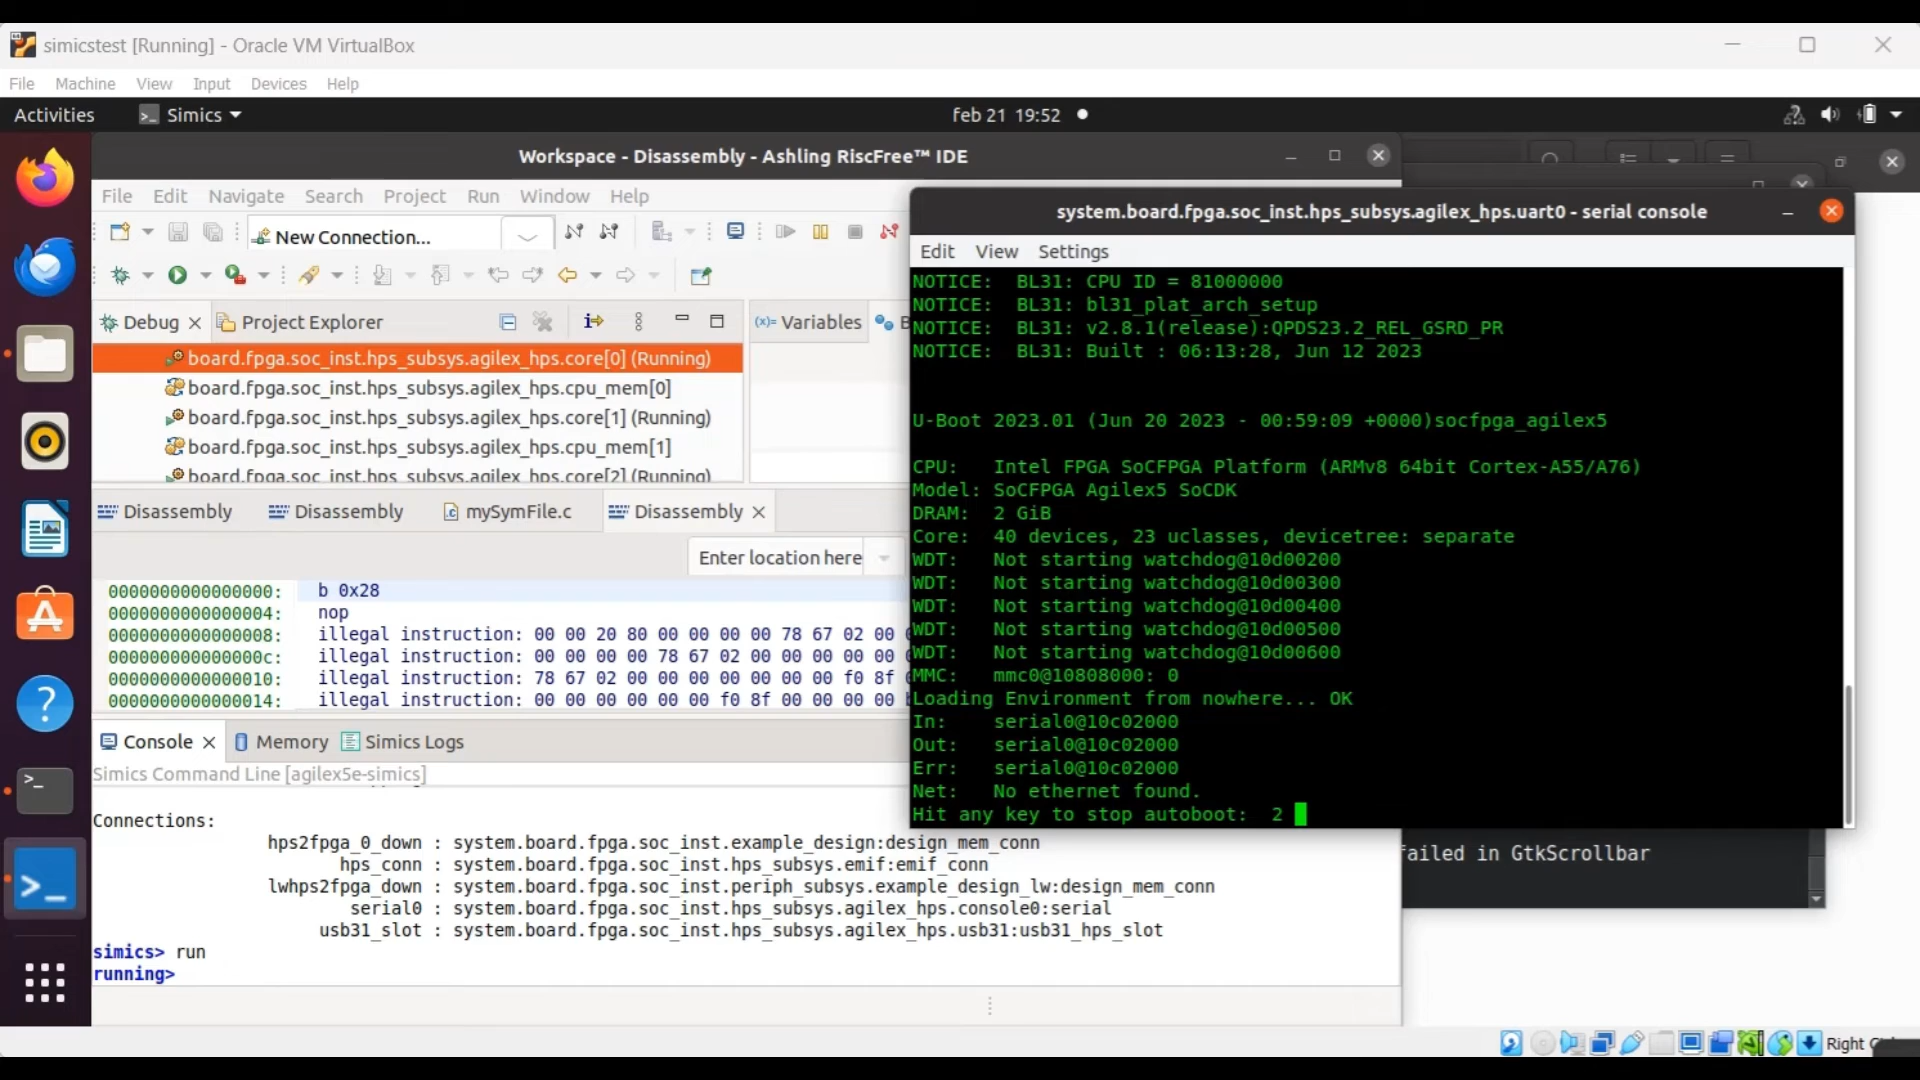 simicstest [Running] - Oracle VM VirtualBox
File Machine View Input Devices Help
Activities
Simics
feb 21 19:52
Workspace - Disassembly - Ashling RiscFree™ IDE
File Edit Navigate Search Project Run Window Help
New Connection...
Debug
Project Explorer
Variables
B
board.fpga.soc_inst.hps_subsys.agilex_hps.core[0] (Running)
board.fpga.soc_inst.hps_subsys.agilex_hps.cpu_mem[0]
board.fpga.soc_inst.hps_subsys.agilex_hps.core[1] (Running)
board.fpga.soc_inst.hps_subsys.agilex_hps.cpu_mem[1]
board.fpga.soc_inst.hps_subsys.agilex_hps.core[2] (Running)
Disassembly
Disassembly
mySymFile.c
Disassembly
Enter location here
0000000000000000: b 0x28
0000000000000004: nop
0000000000000008: illegal instruction: 00 00 20 80 00 00 00 00 78 67 02 00
000000000000000c: illegal instruction: 00 00 00 00 78 67 02 00 00 00 00 00
0000000000000010: illegal instruction: 78 67 02 00 00 00 00 00 00 f0 8f
0000000000000014: illegal instruction: 00 00 00 00 00 f0 8f 00 00 00 00
Console
Memory
Simics Logs
Simics Command Line [agilex5e-simics]
Connections:
hps2fpga_0_down : system.board.fpga.soc_inst.example_design:design_mem_conn
hps_conn : system.board.fpga.soc_inst.hps_subsys.emif:emif_conn
lwhps2fpga_down : system.board.fpga.soc_inst.periph_subsys.example_design_lw:design_mem_conn
serial0 : system.board.fpga.soc_inst.hps_subsys.agilex_hps.console0:serial
usb31_slot : system.board.fpga.soc_inst.hps_subsys.agilex_hps.usb31:usb31_hps_slot
simics> run
running>
system.board.fpga.soc_inst.hps_subsys.agilex_hps.uart0 - serial console
Edit View Settings
NOTICE: BL31: CPU ID = 81000000
NOTICE: BL31: bl31_plat_arch_setup
NOTICE: BL31: v2.8.1(release):QPDS23.2_REL_GSRD_PR
NOTICE: BL31: Built : 06:13:28, Jun 12 2023
U-Boot 2023.01 (Jun 20 2023 - 00:59:09 +0000)socfpga_agilex5
CPU: Intel FPGA SoCFPGA Platform (ARMv8 64bit Cortex-A55/A76)
Model: SoCFPGA Agilex5 SoCDK
DRAM: 2 GiB
Core: 40 devices, 23 uclasses, devicetree: separate
WDT: Not starting watchdog@10d00200
WDT: Not starting watchdog@10d00300
WDT: Not starting watchdog@10d00400
WDT: Not starting watchdog@10d00500
WDT: Not starting watchdog@10d00600
MMC: mmc0@10808000: 0
Loading Environment from nowhere... OK
In: serial0@10c02000
Out: serial0@10c02000
Err: serial0@10c02000
Net: No ethernet found.
Hit any key to stop autoboot: 2
failed in GtkScrollbar
Right